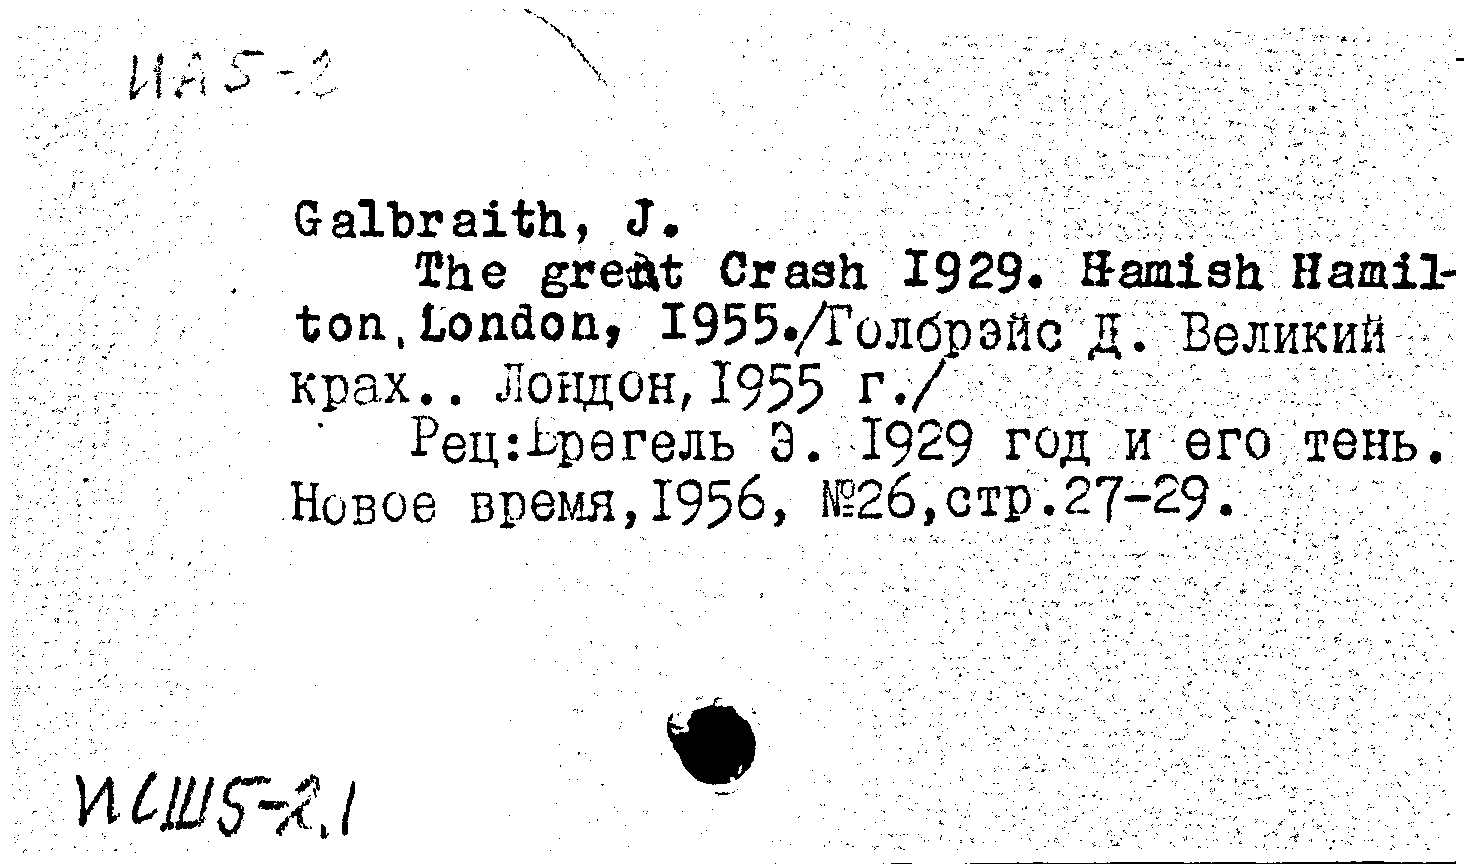 ИА5-2
Galbraith, J.
The great Crash 1929. Hamish Hamil-
ton, London, 1955./Голбрэйс Д. Великий
крах.. Лондон,1955 г./
Рец:Брегель Э. 1929 год и его тень.
Новое время,1956, №26,стр.27-29.
ИСШ5-2.1